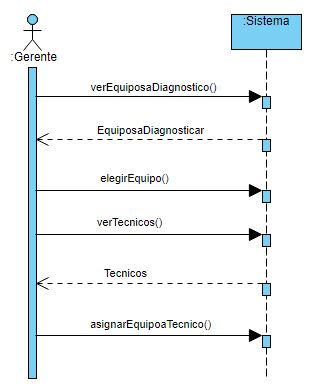 :Sistema
:Gerente
verEquiposaDiagnostico()
EquiposaDiagnosticar
elegirEquipo()
verTecnicos()
Tecnicos
asignarEquipoaTecnico()